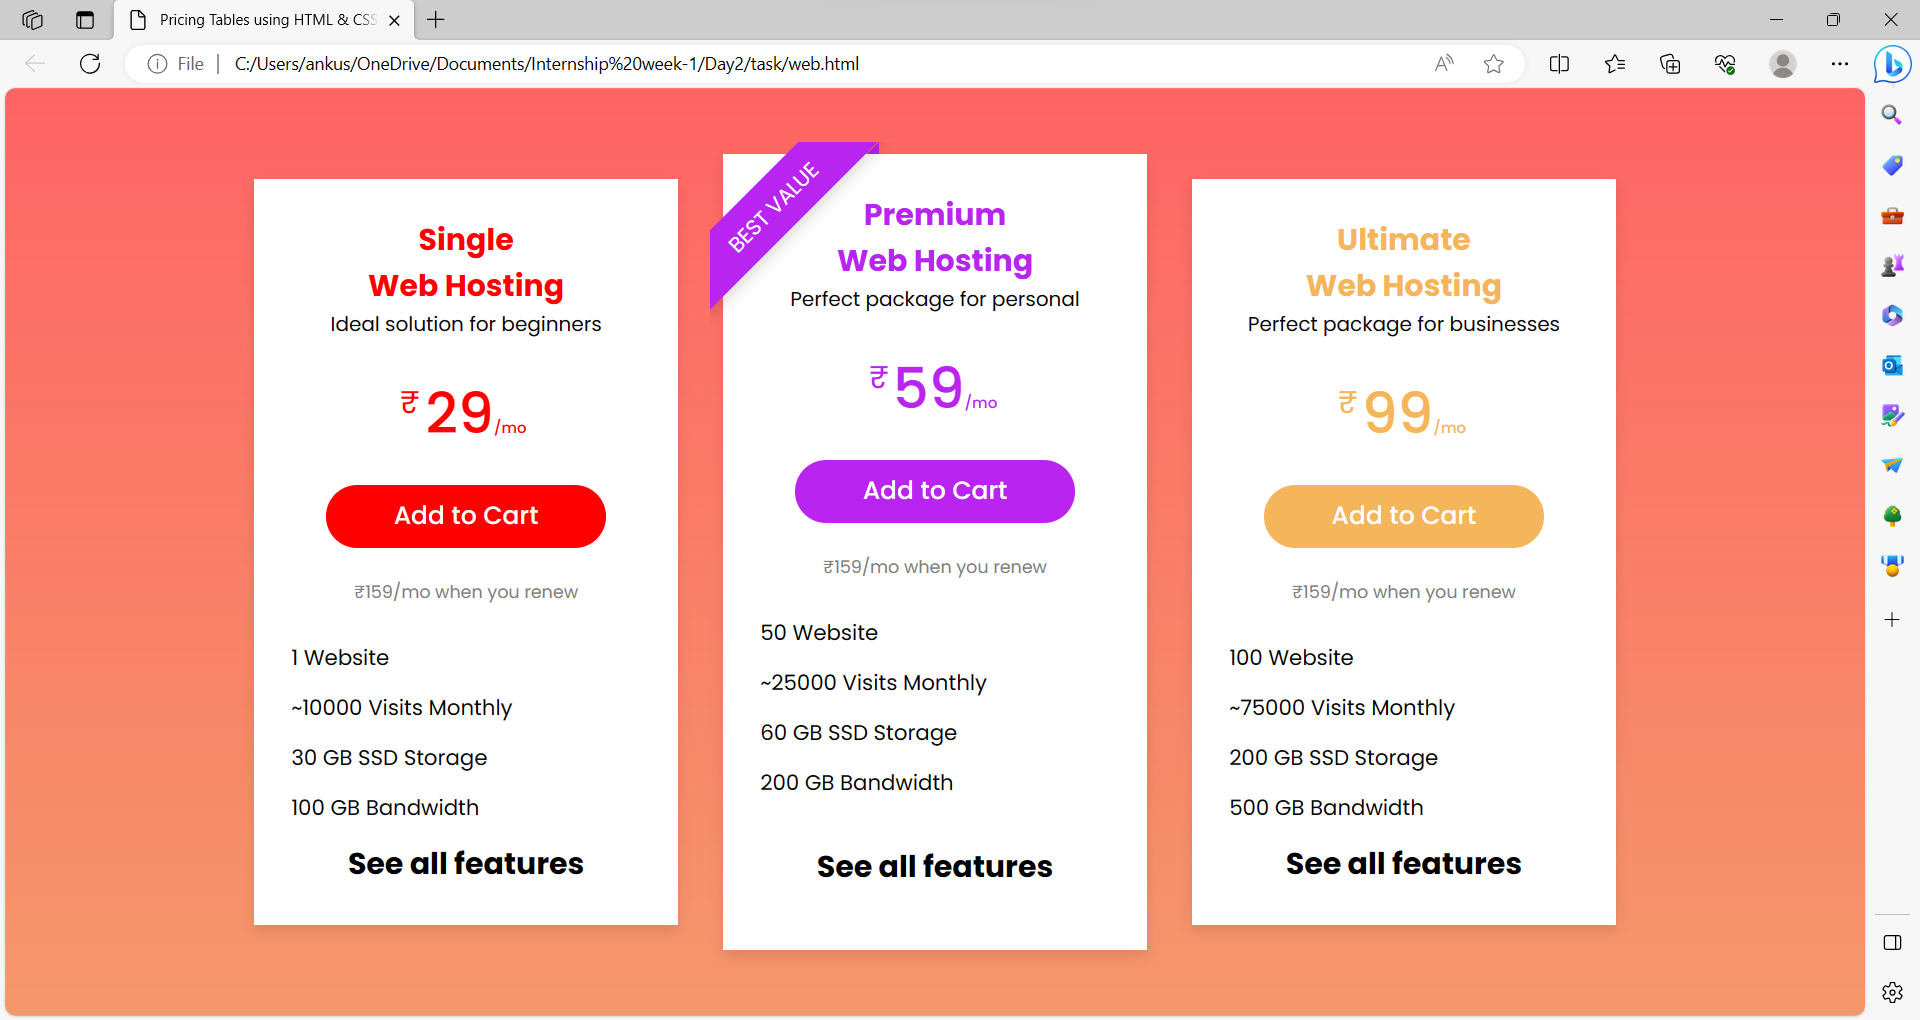 Pricing Tables using HTML & CSS
File
C:/Users/ankus/OneDrive/Documents/Internship%20week-1/Day2/task/web.html
Single
Web Hosting
Ideal solution for beginners
₹29/mo
Add to Cart
₹159/mo when you renew
1 Website
~10000 Visits Monthly
30 GB SSD Storage
100 GB Bandwidth
See all features
BEST VALUE
Premium
Web Hosting
Perfect package for personal
₹59/mo
Add to Cart
₹159/mo when you renew
50 Website
~25000 Visits Monthly
60 GB SSD Storage
200 GB Bandwidth
See all features
Ultimate
Web Hosting
Perfect package for businesses
₹99/mo
Add to Cart
₹159/mo when you renew
100 Website
~75000 Visits Monthly
200 GB SSD Storage
500 GB Bandwidth
See all features